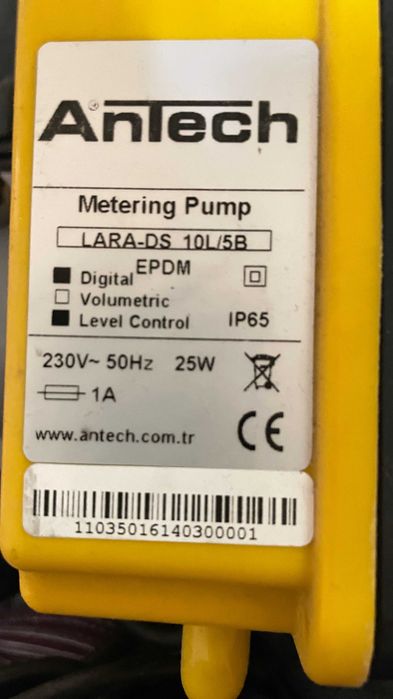 AnTech
Metering Pump
LARA-DS 10L/5B
EPDM
Digital
Volumetric
Level Control IP65
230V~ 50Hz 25W
1A
www.antech.com.tr
CE
11035016140300001